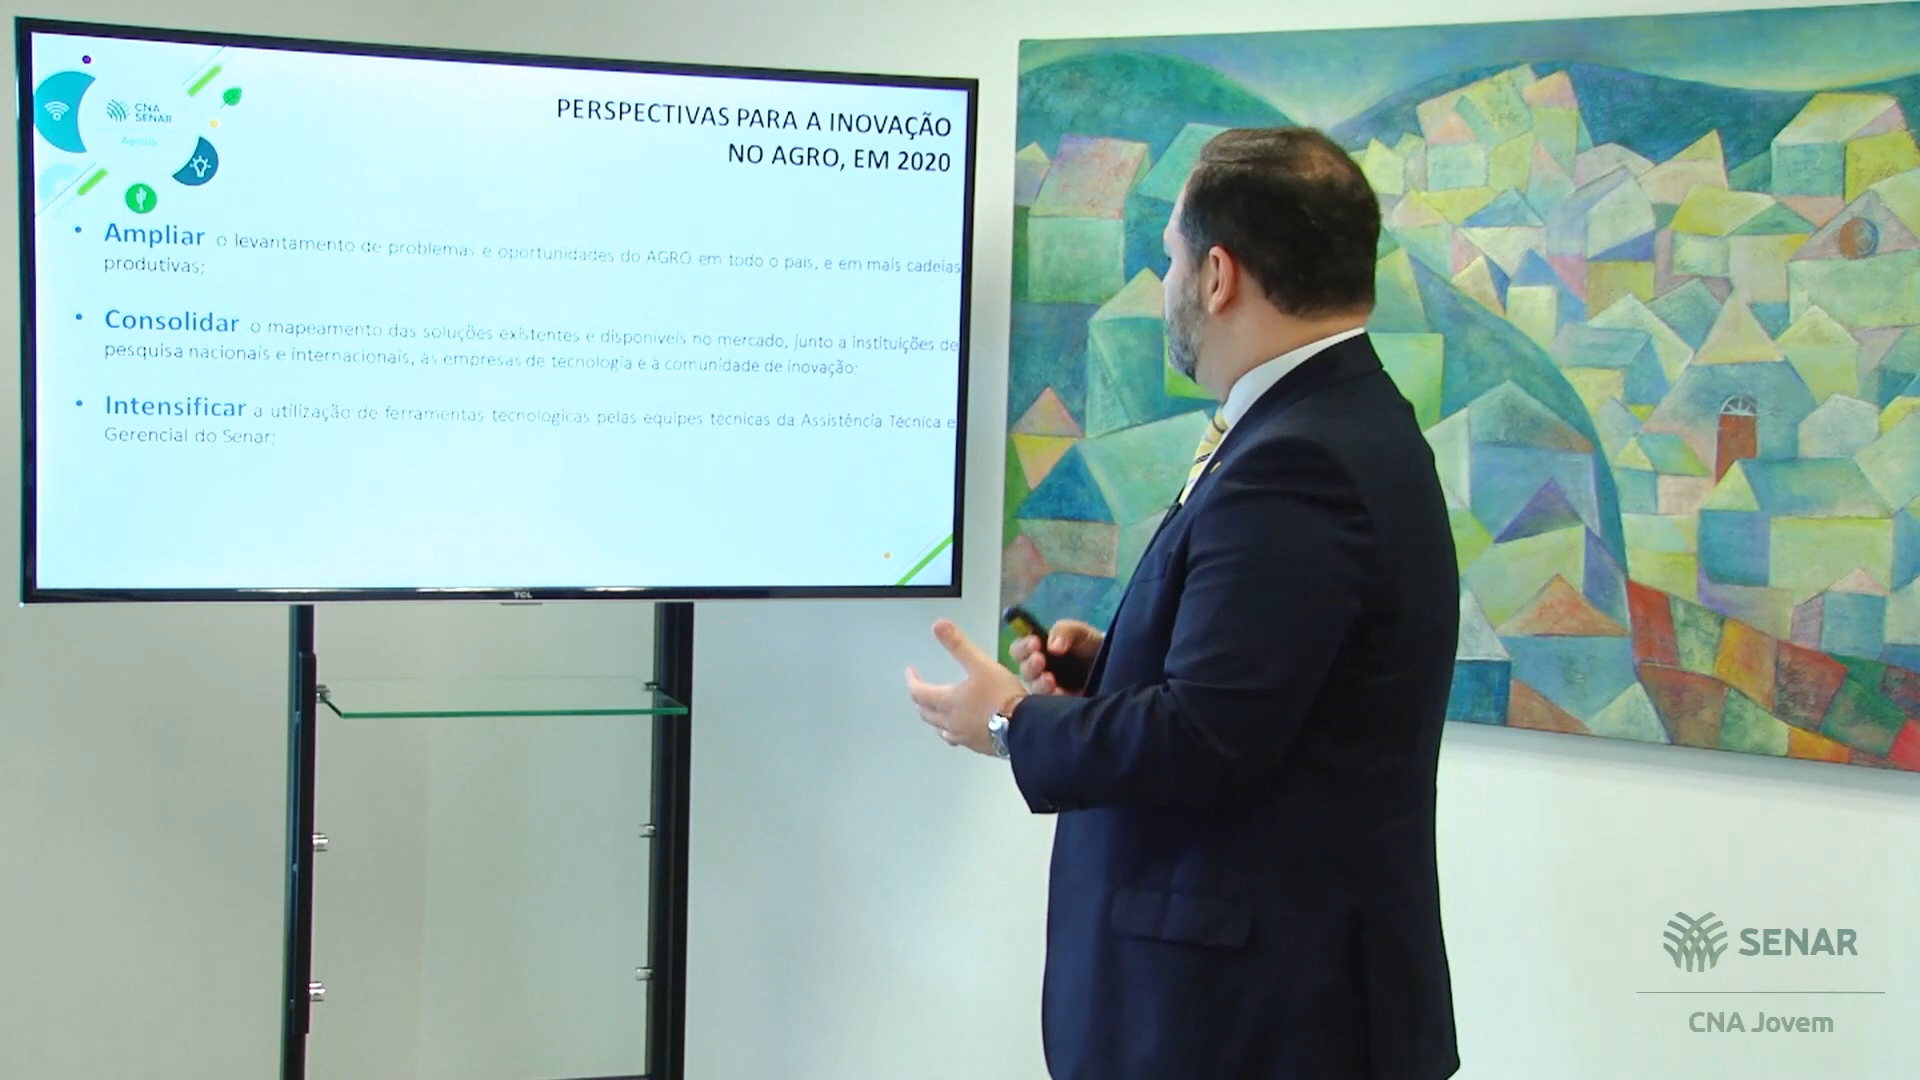 CNA
SENAR
AgroUp
PERSPECTIVAS PARA A INOVAÇÃO
NO AGRO, EM 2020
• Ampliar o levantamento de problemas e oportunidades do AGRO em todo o país, e em mais cadeias
produtivas;
• Consolidar o mapeamento das soluções existentes e disponíveis no mercado, junto à instituições de
pesquisa nacionais e internacionais, às empresas de tecnologia e à comunidade de inovação;
• Intensificar a utilização de ferramentas tecnológicas pelas equipes técnicas da Assistência Técnica e
Gerencial do Senar;
TCL
SENAR
CNA Jovem